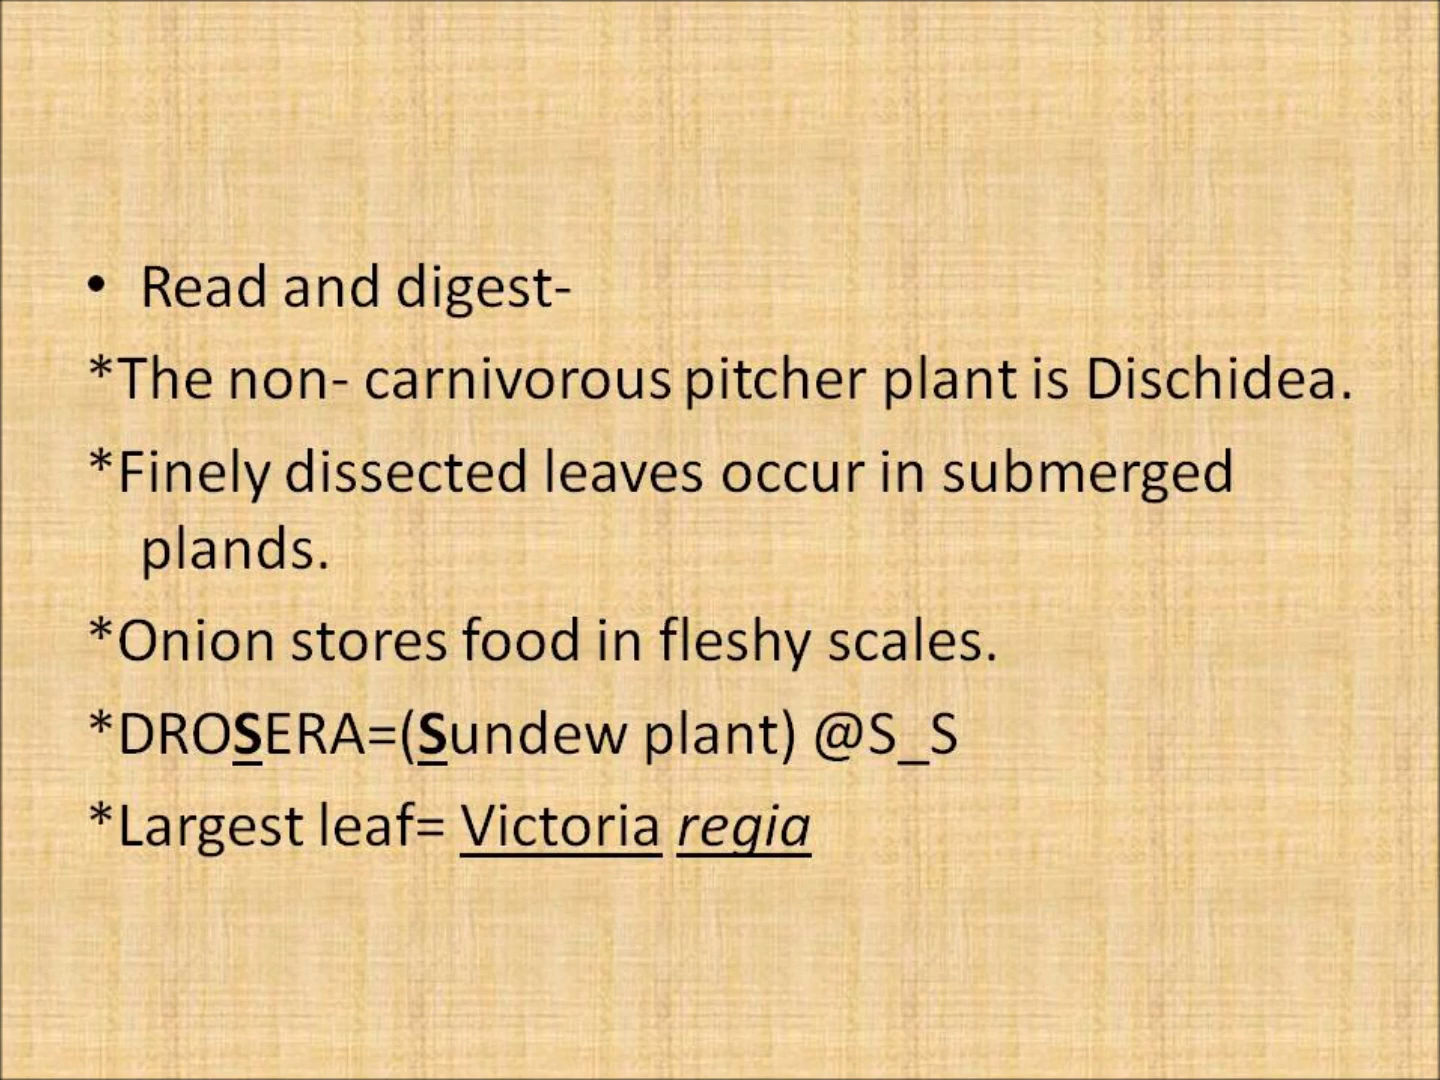 • Read and digest-
*The non- carnivorous pitcher plant is Dischidea.
*Finely dissected leaves occur in submerged
plands.
*Onion stores food in fleshy scales.
*DROSERA=(Sundew plant) @S_S
*Largest leaf= Victoria regia